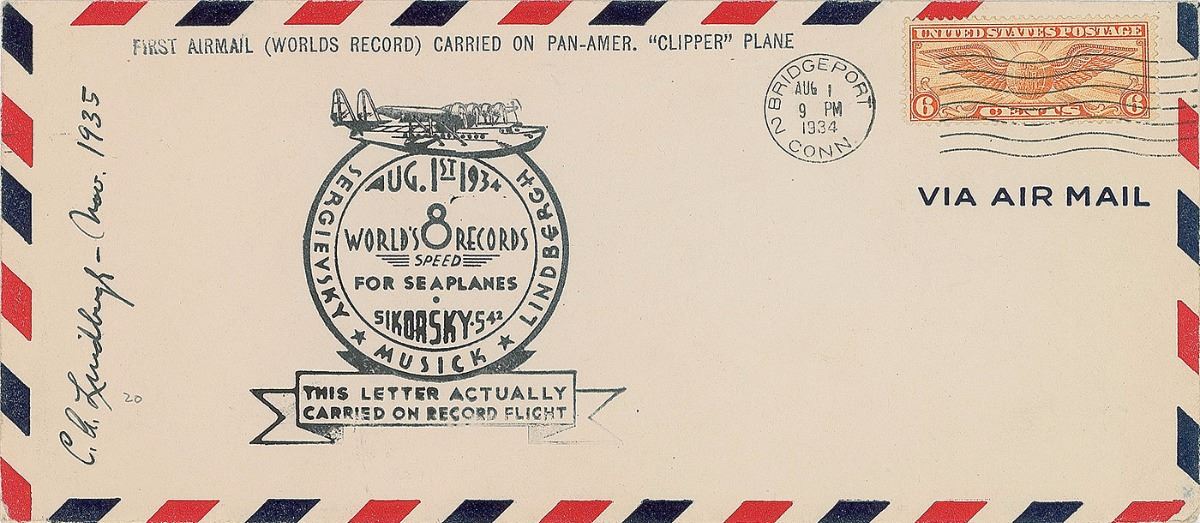 FIRST AIRMAIL (WORLDS RECORD) CARRIED ON PAN-AMER. "CLIPPER" PLANE
UNITED STATES POSTAGE
6 CENTS 6
2 BRIDGEPORT CONN.
AUG 1
9 PM
1934
VIA AIR MAIL
SERGIEVSKY ★ MUSICK ★ LINDBERGH
AUG. 1ST 1934
8
WORLD'S RECORDS
SPEED
FOR SEAPLANES
SIKORSKY-S42
THIS LETTER ACTUALLY
CARRIED ON RECORD FLIGHT
C. A. Lindbergh - Nov. 1935
20